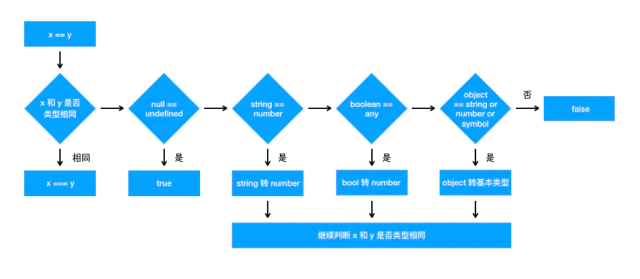 x == y
x 和 y 是否
类型相同
null ==
undefined
string ==
number
boolean ==
any
object
== string or
number or
symbol
否
false
相同
是
是
是
是
x === y
true
string 转 number
bool 转 number
object 转基本类型
继续判断 x 和 y 是否类型相同